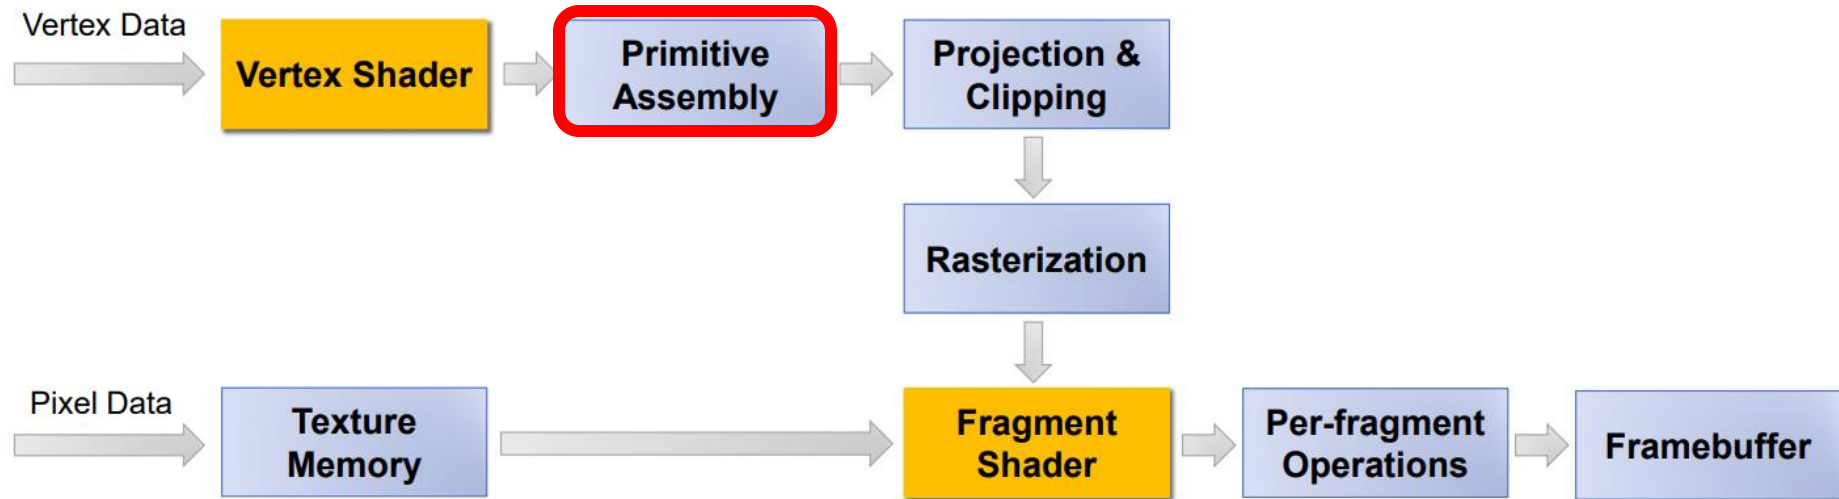 Vertex Data
Vertex Shader
Primitive
Assembly
Projection &
Clipping
Rasterization
Pixel Data
Texture
Memory
Fragment
Shader
Per-fragment
Operations
Framebuffer